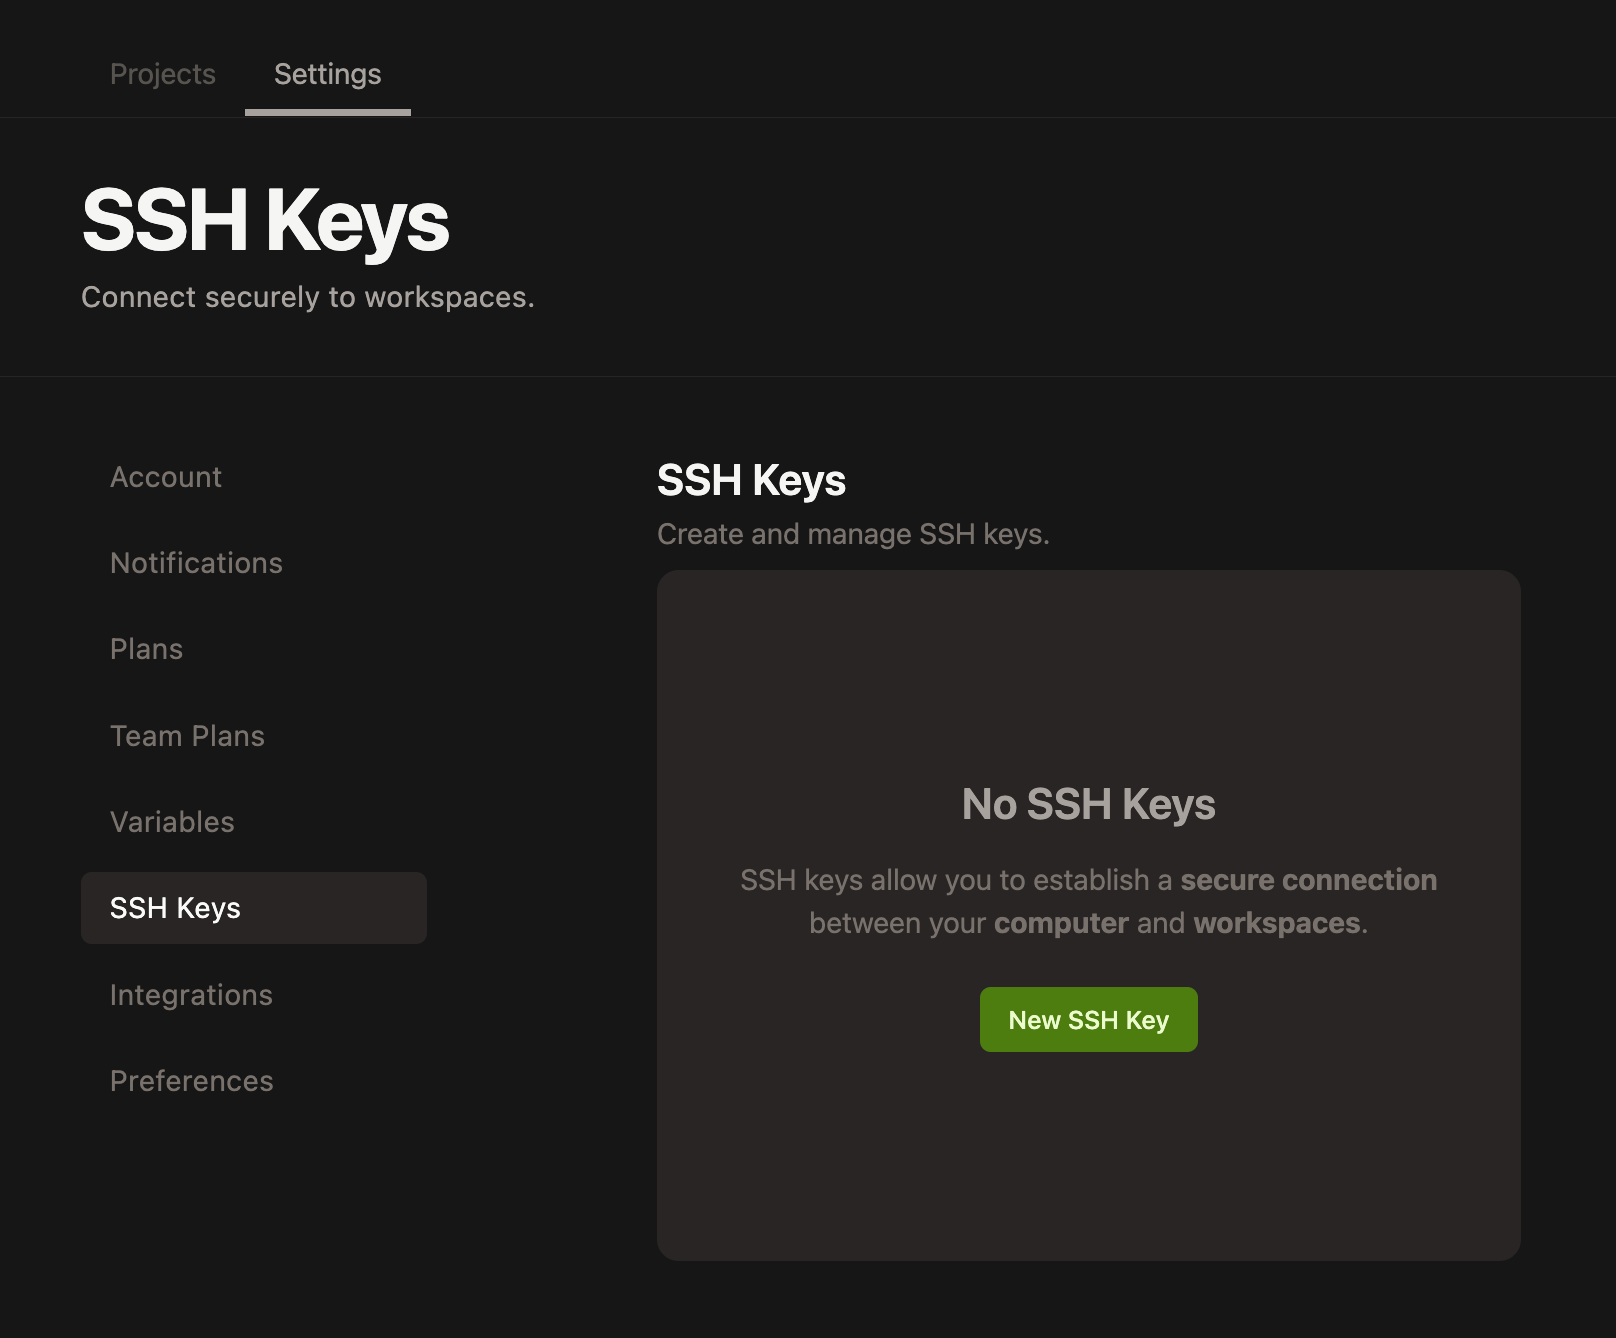 Projects
Settings
SSH Keys
Connect securely to workspaces.
Account
Notifications
Plans
Team Plans
Variables
SSH Keys
Integrations
Preferences
SSH Keys
Create and manage SSH keys.
No SSH Keys
SSH keys allow you to establish a secure connection
between your computer and workspaces.
New SSH Key